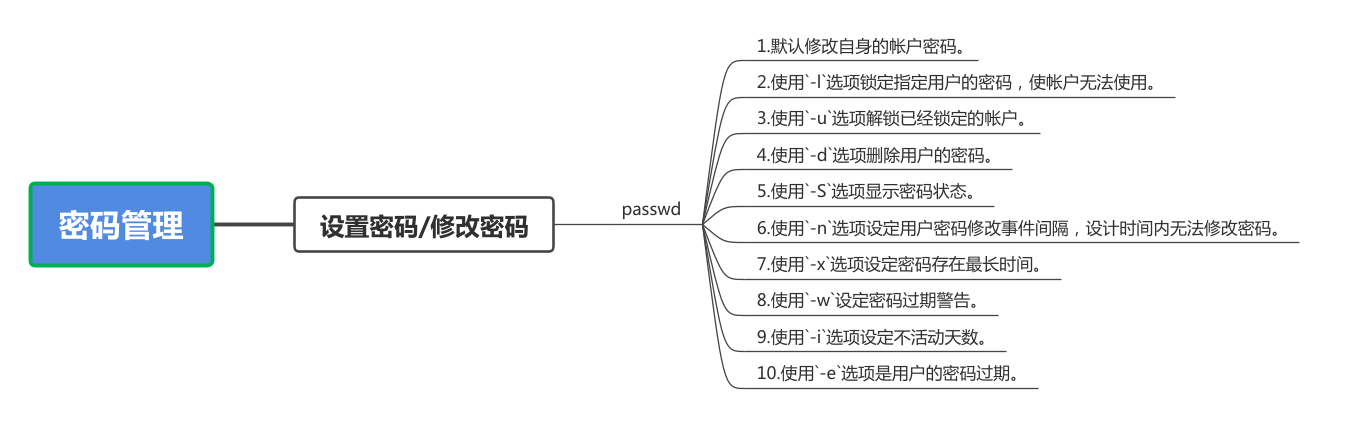 密码管理
设置密码/修改密码
passwd
1.默认修改自身的帐户密码。
2.使用`-l`选项锁定指定用户的密码，使帐户无法使用。
3.使用`-u`选项解锁已经锁定的帐户。
4.使用`-d`选项删除用户的密码。
5.使用`-S`选项显示密码状态。
6.使用`-n`选项设定用户密码修改事件间隔，设计时间内无法修改密码。
7.使用`-x`选项设定密码存在最长时间。
8.使用`-w`设定密码过期警告。
9.使用`-i`选项设定不活动天数。
10.使用`-e`选项是用户的密码过期。